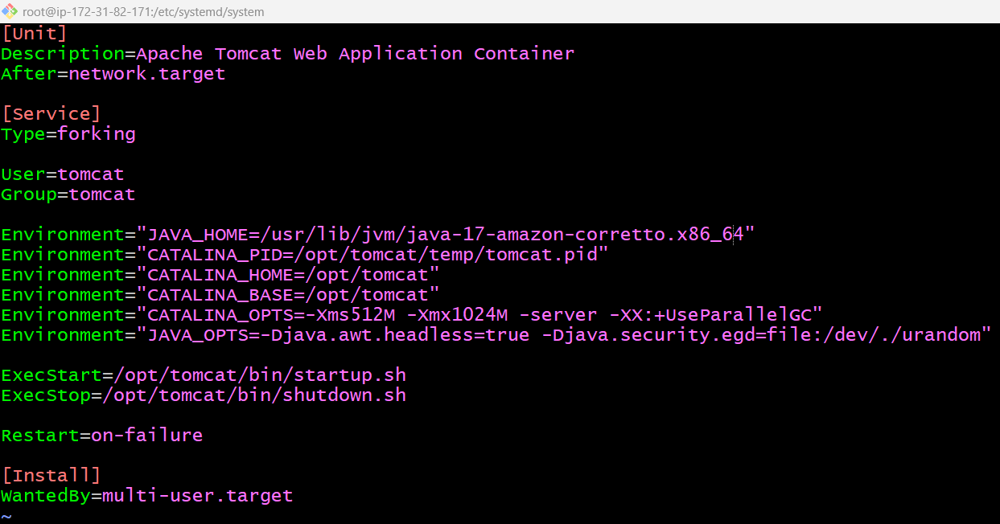 root@ip-172-31-82-171:/etc/systemd/system
[Unit]
Description=Apache Tomcat Web Application Container
After=network.target
[Service]
Type=forking
User=tomcat
Group=tomcat
Environment="JAVA_HOME=/usr/lib/jvm/java-17-amazon-corretto.x86_64"
Environment="CATALINA_PID=/opt/tomcat/temp/tomcat.pid"
Environment="CATALINA_HOME=/opt/tomcat"
Environment="CATALINA_BASE=/opt/tomcat"
Environment="CATALINA_OPTS=-Xms512M -Xmx1024M -server -XX:+UseParallelGC"
Environment="JAVA_OPTS=-Djava.awt.headless=true -Djava.security.egd=file:/dev/./urandom"
ExecStart=/opt/tomcat/bin/startup.sh
ExecStop=/opt/tomcat/bin/shutdown.sh
Restart=on-failure
[Install]
WantedBy=multi-user.target
~